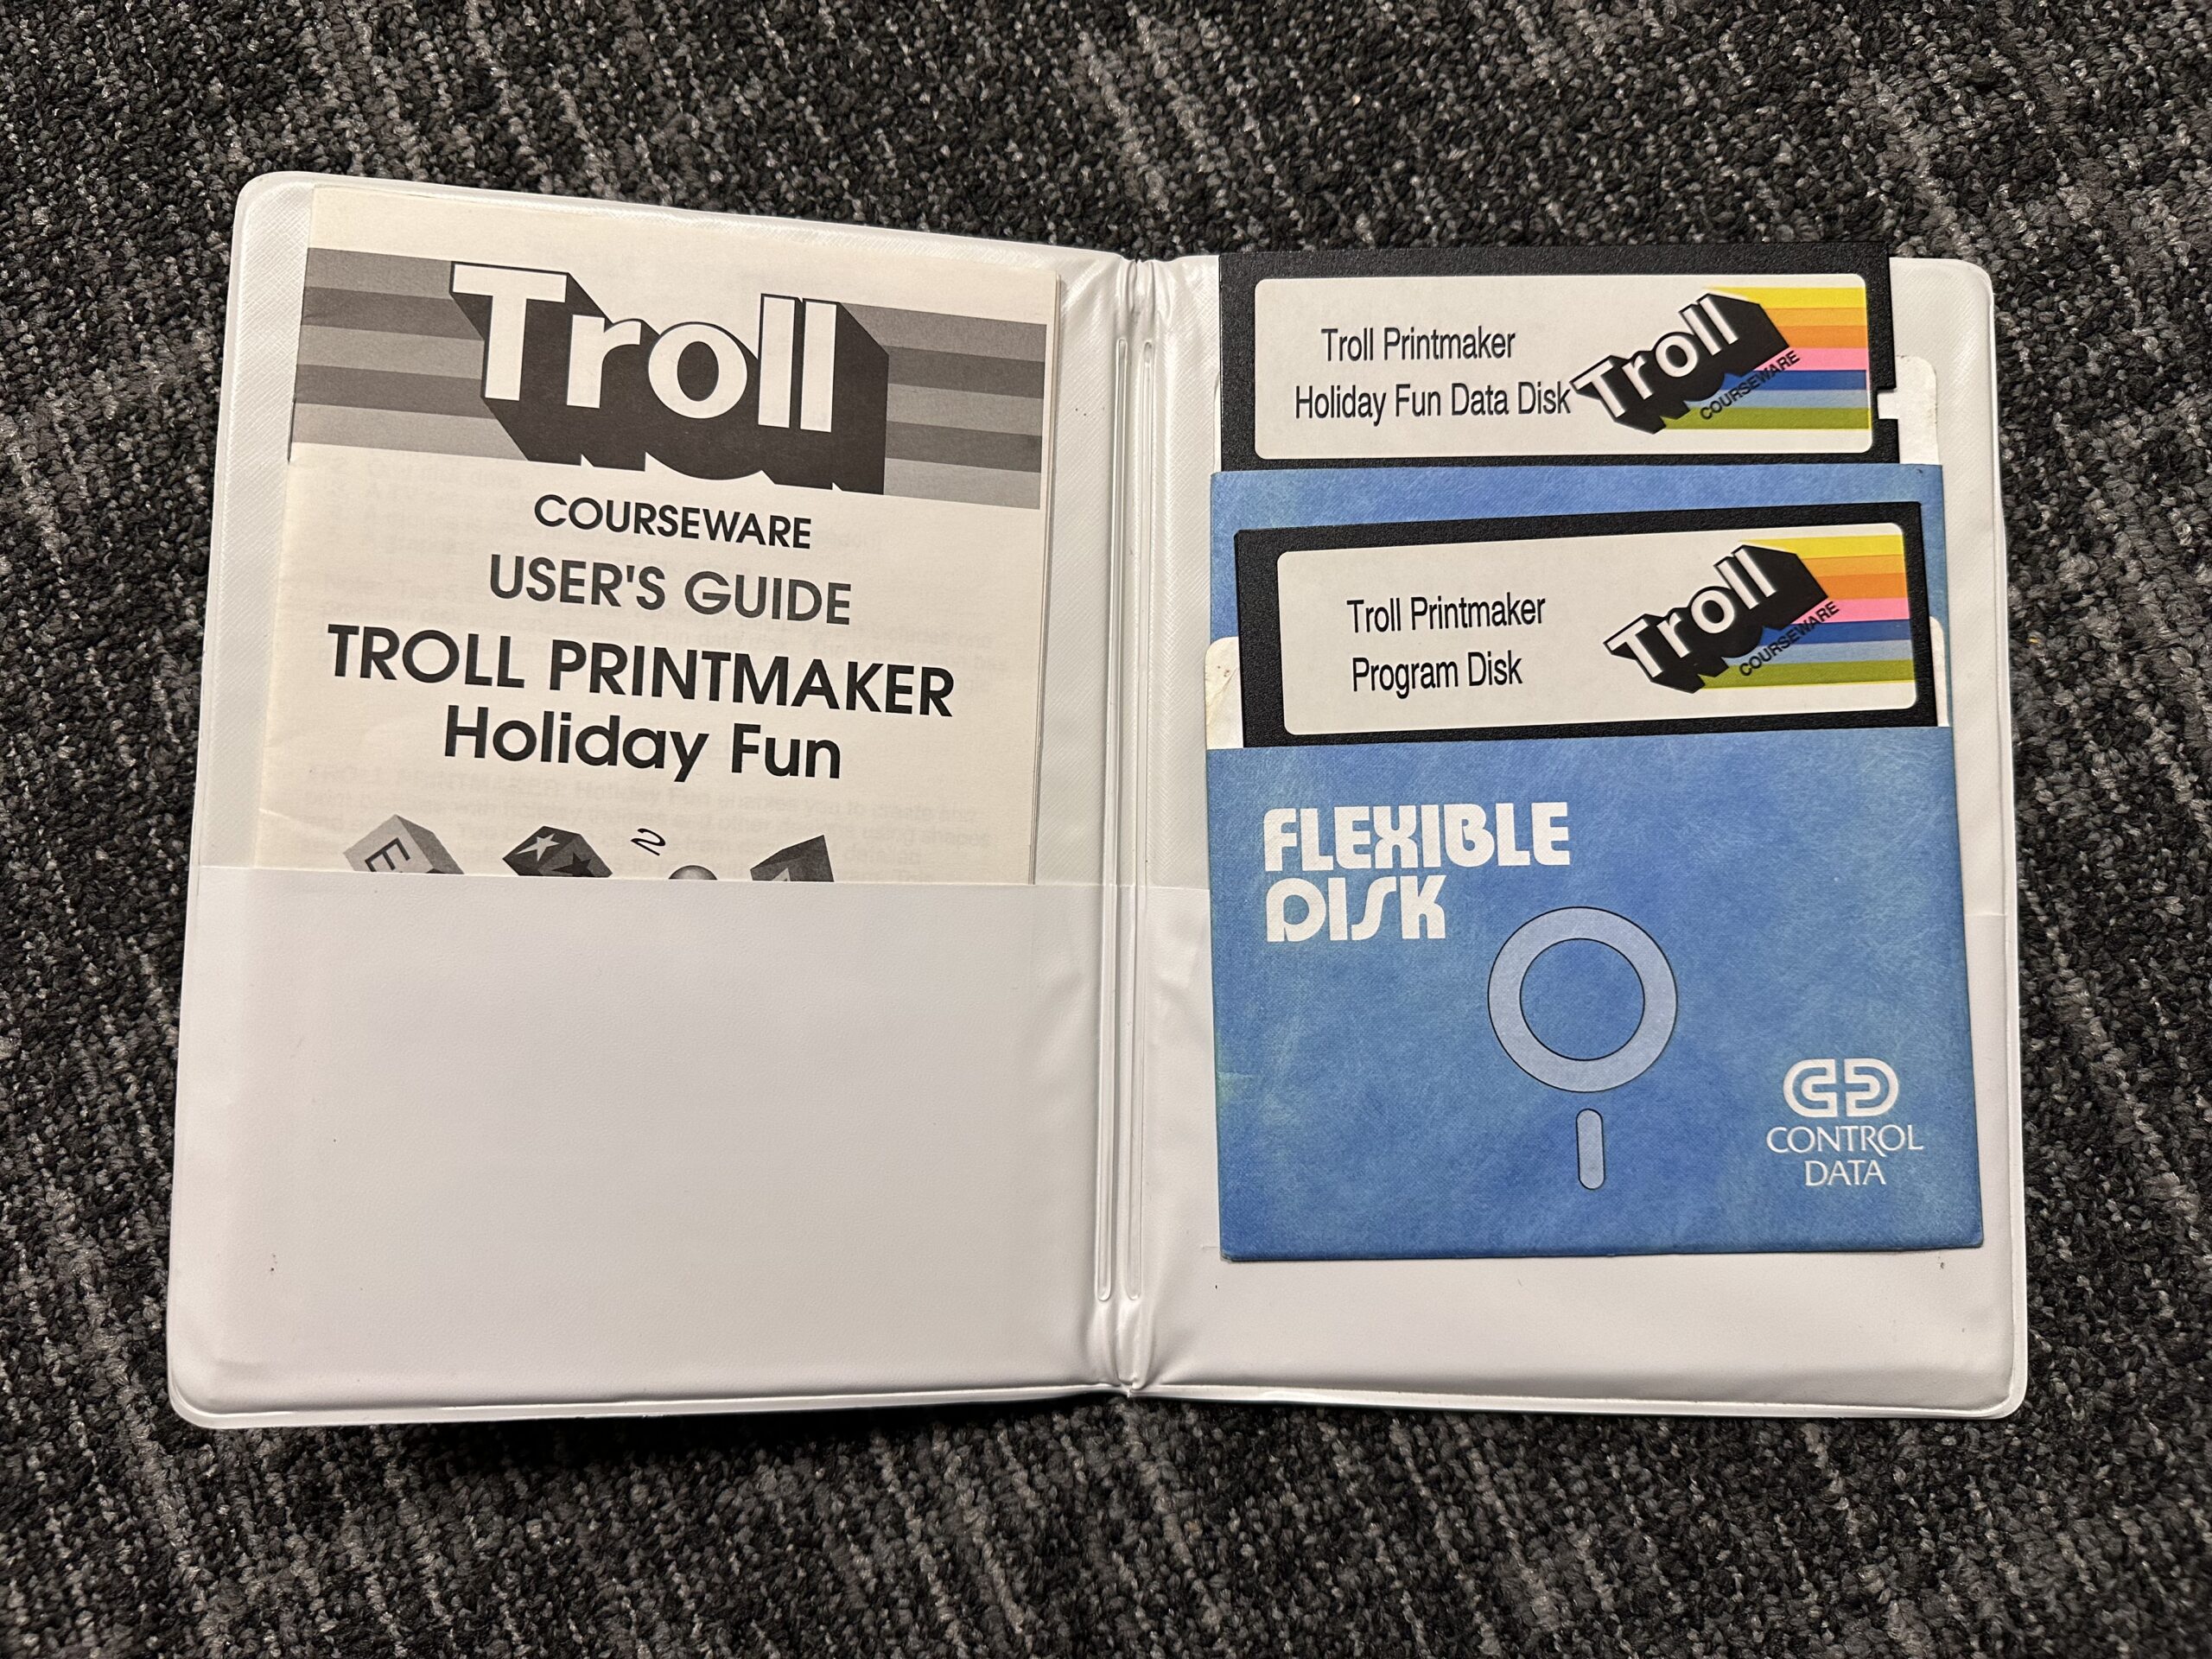 Troll
COURSEWARE
USER'S GUIDE
TROLL PRINTMAKER
Holiday Fun
E
2
Troll Printmaker
Holiday Fun Data Disk
Troll
COURSEWARE
Troll Printmaker
Program Disk
Troll
COURSEWARE
FLEXIBLE
DISK
CONTROL
DATA